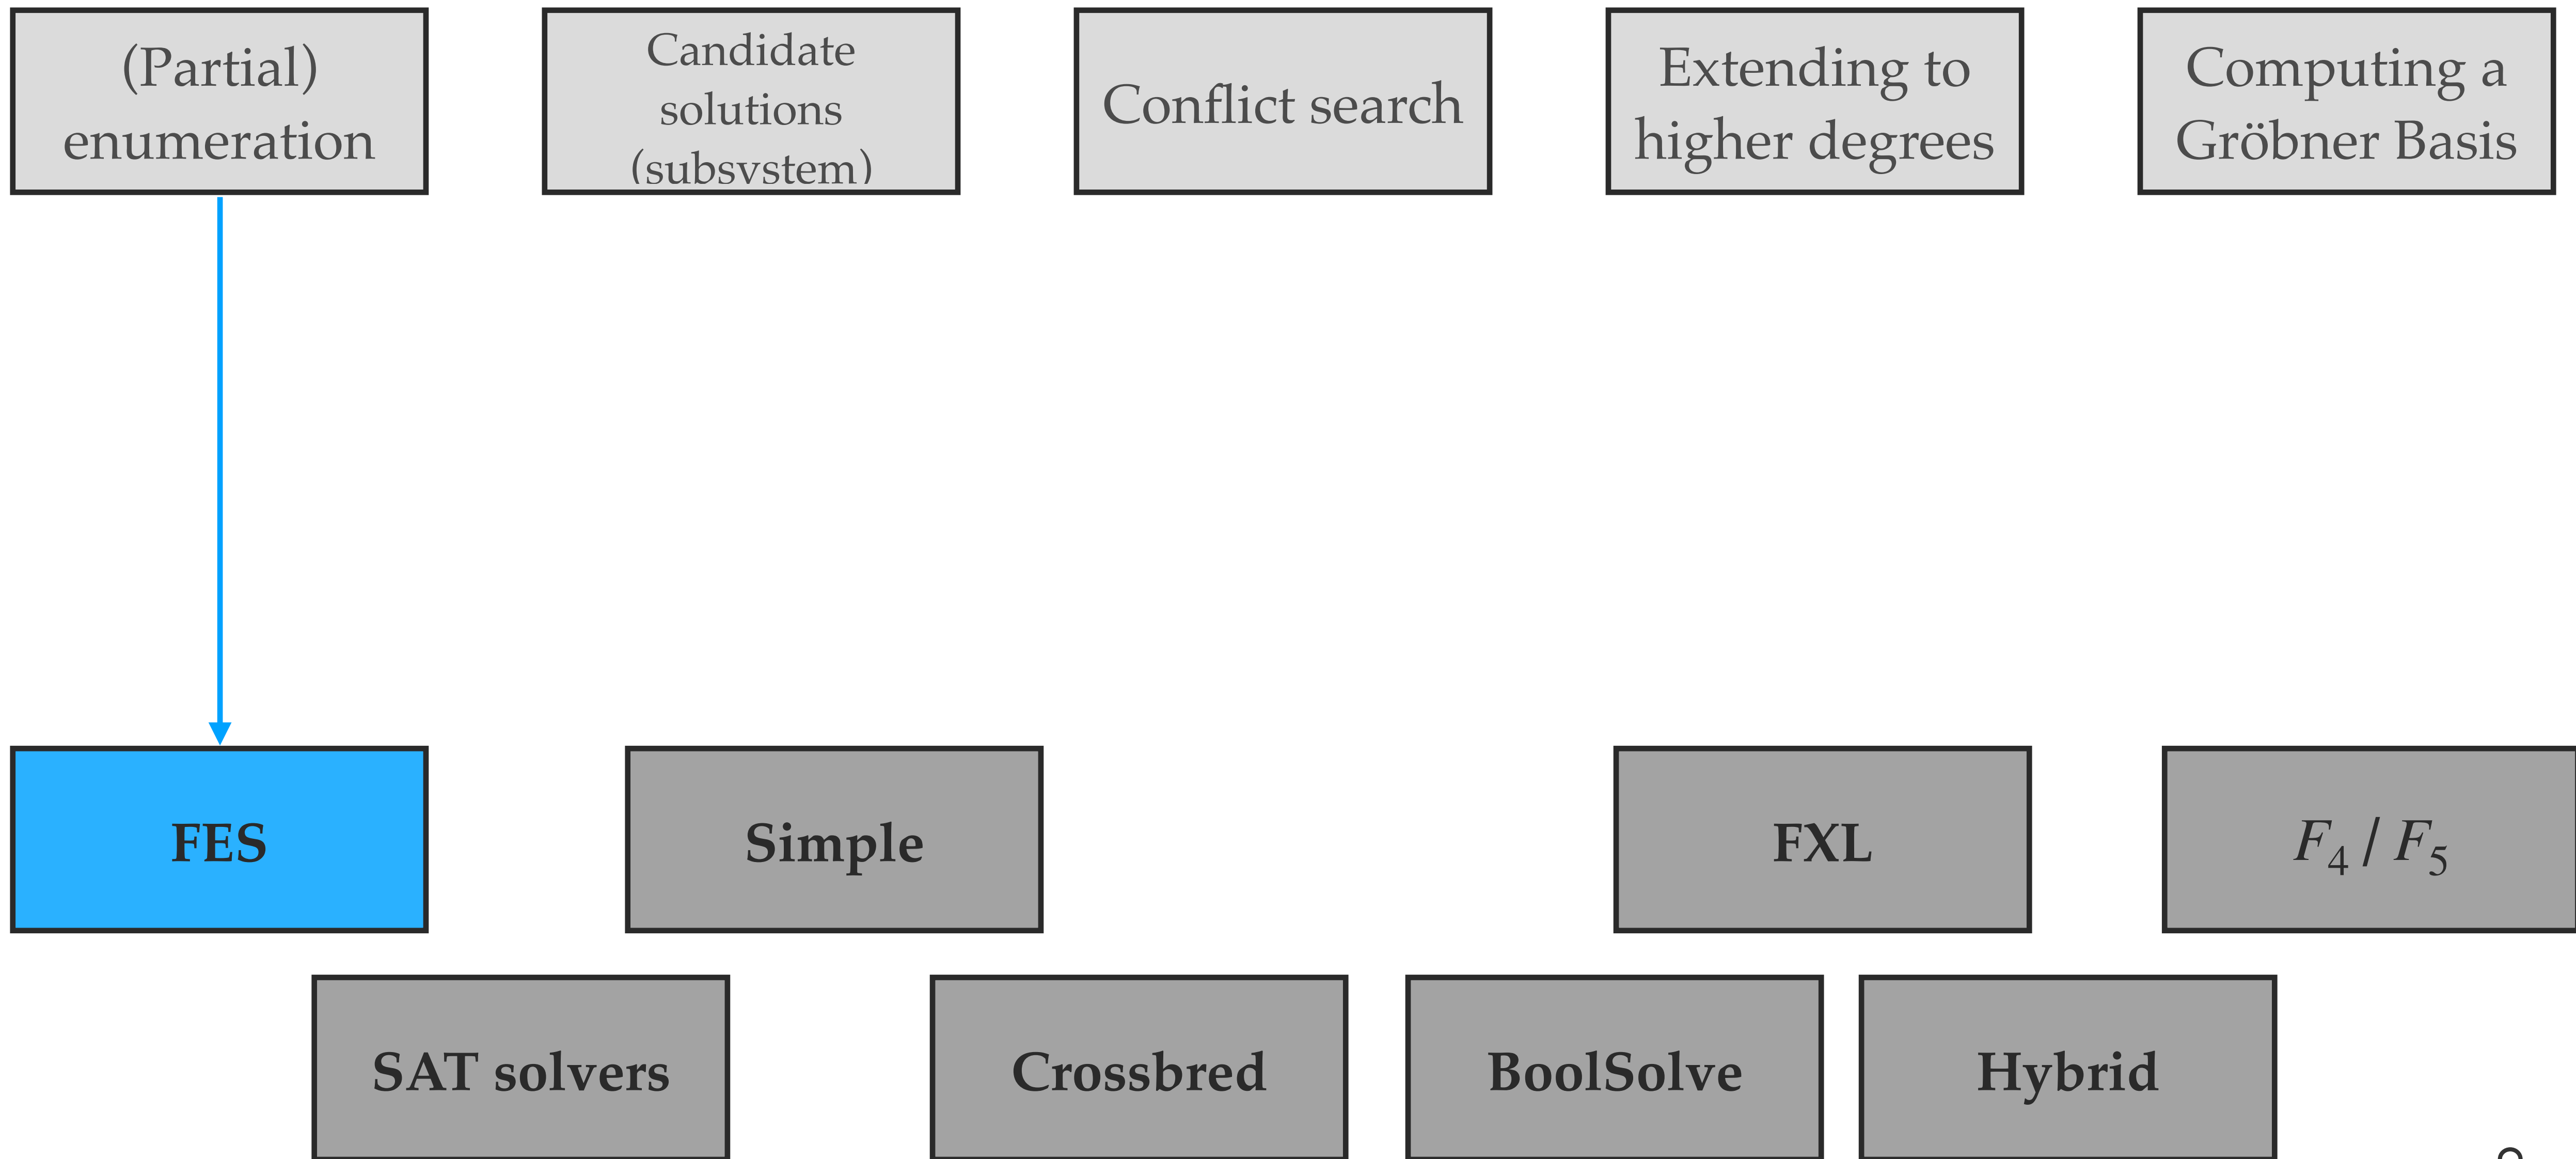 (Partial)
enumeration
Candidate
solutions
(subsystem)
Conflict search
Extending to
higher degrees
Computing a
Gröbner Basis
FES
Simple
FXL
F₄ / F₅
SAT solvers
Crossbred
BoolSolve
Hybrid